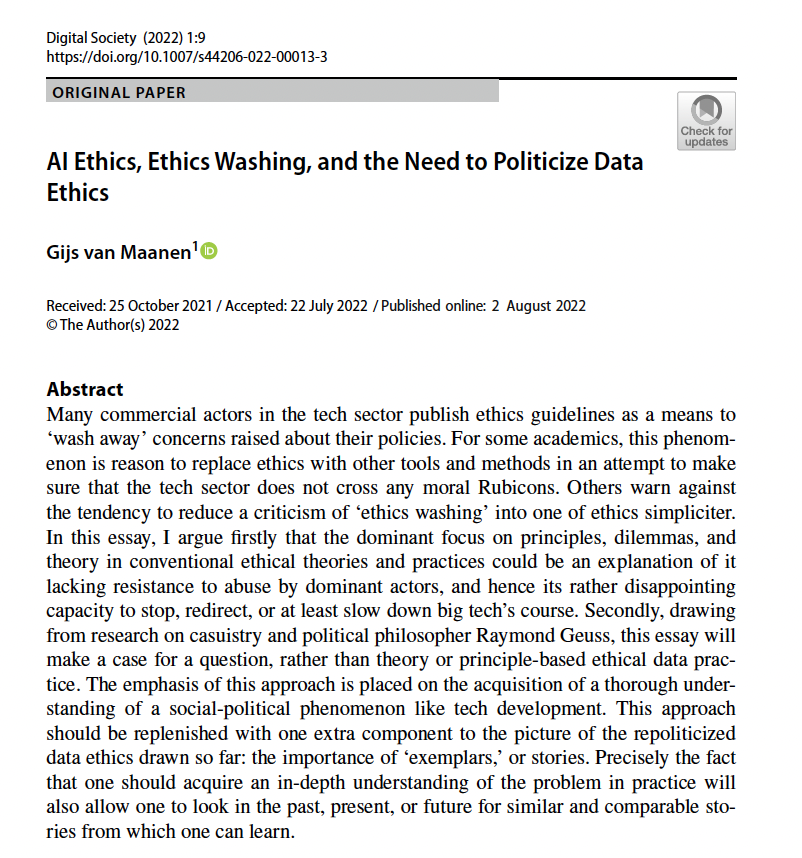 Digital Society (2022) 1:9
https://doi.org/10.1007/s44206-022-00013-3
ORIGINAL PAPER
Check for
updates
AI Ethics, Ethics Washing, and the Need to Politicize Data
Ethics
Gijs van Maanen1 iD
Received: 25 October 2021 / Accepted: 22 July 2022 / Published online: 2 August 2022
© The Author(s) 2022
Abstract
Many commercial actors in the tech sector publish ethics guidelines as a means to
‘wash away’ concerns raised about their policies. For some academics, this phenom-
enon is reason to replace ethics with other tools and methods in an attempt to make
sure that the tech sector does not cross any moral Rubicons. Others warn against
the tendency to reduce a criticism of ‘ethics washing’ into one of ethics simpliciter.
In this essay, I argue firstly that the dominant focus on principles, dilemmas, and
theory in conventional ethical theories and practices could be an explanation of it
lacking resistance to abuse by dominant actors, and hence its rather disappointing
capacity to stop, redirect, or at least slow down big tech’s course. Secondly, drawing
from research on casuistry and political philosopher Raymond Geuss, this essay will
make a case for a question, rather than theory or principle-based ethical data prac-
tice. The emphasis of this approach is placed on the acquisition of a thorough under-
standing of a social-political phenomenon like tech development. This approach
should be replenished with one extra component to the picture of the repoliticized
data ethics drawn so far: the importance of ‘exemplars,’ or stories. Precisely the fact
that one should acquire an in-depth understanding of the problem in practice will
also allow one to look in the past, present, or future for similar and comparable sto-
ries from which one can learn.